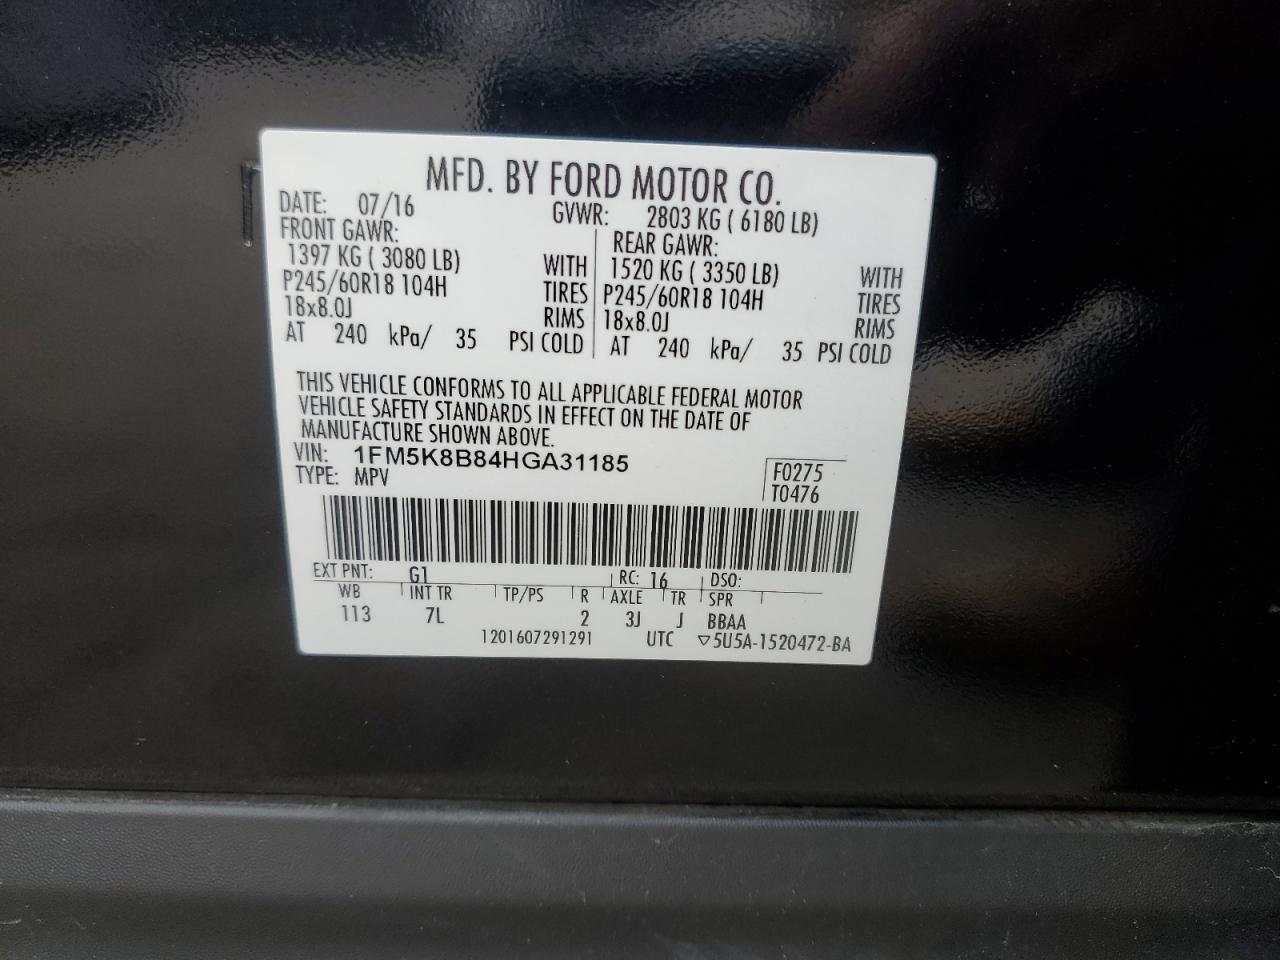 MFD. BY FORD MOTOR CO.
DATE: 07/16 GVWR: 2803 KG ( 6180 LB)
FRONT GAWR: REAR GAWR:
1397 KG ( 3080 LB) WITH 1520 KG ( 3350 LB) WITH
P245/60R18 104H TIRES P245/60R18 104H TIRES
18x8.0J RIMS 18x8.0J RIMS
AT 240 kPa/ 35 PSI COLD AT 240 kPa/ 35 PSI COLD
THIS VEHICLE CONFORMS TO ALL APPLICABLE FEDERAL MOTOR
VEHICLE SAFETY STANDARDS IN EFFECT ON THE DATE OF
MANUFACTURE SHOWN ABOVE.
VIN: 1FM5K8B84HGA31185 F0275
TYPE: MPV T0476
EXT PNT: G1 RC: 16 DSO:
WB INT TR TP/PS R AXLE TR SPR
113 7L 2 3J J BBAA
1201607291291 UTC ▽5U5A-1520472-BA